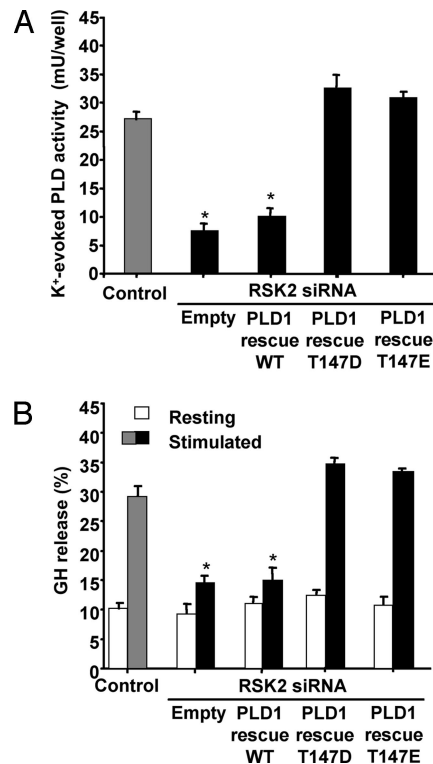 A
K⁺-evoked PLD activity (mU/well)
45
40
35
30
25
20
15
10
5
0
* *
Control
RSK2 siRNA
Empty PLD1 PLD1 PLD1
rescue rescue rescue
WT T147D T147E
B
GH release (%)
45
40
35
30
25
20
15
10
5
0
Resting
Stimulated
* *
Control
RSK2 siRNA
Empty PLD1 PLD1 PLD1
rescue rescue rescue
WT T147D T147E